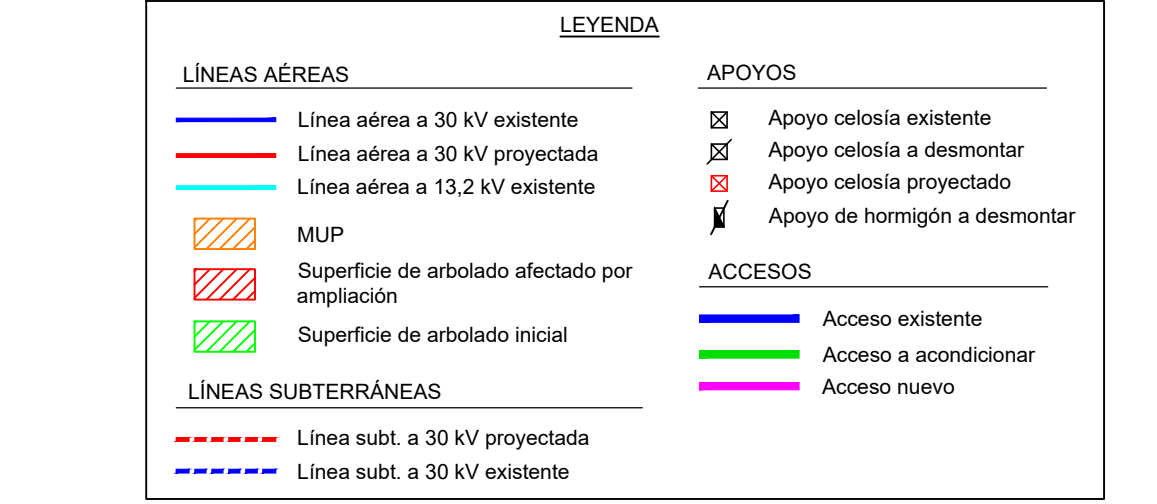 LEYENDA
LÍNEAS AÉREAS
Línea aérea a 30 kV existente
Línea aérea a 30 kV proyectada
Línea aérea a 13,2 kV existente
MUP
Superficie de arbolado afectado por
ampliación
Superficie de arbolado inicial
LÍNEAS SUBTERRÁNEAS
Línea subt. a 30 kV proyectada
Línea subt. a 30 kV existente
APOYOS
Apoyo celosía existente
Apoyo celosía a desmontar
Apoyo celosía proyectado
Apoyo de hormigón a desmontar
ACCESOS
Acceso existente
Acceso a acondicionar
Acceso nuevo